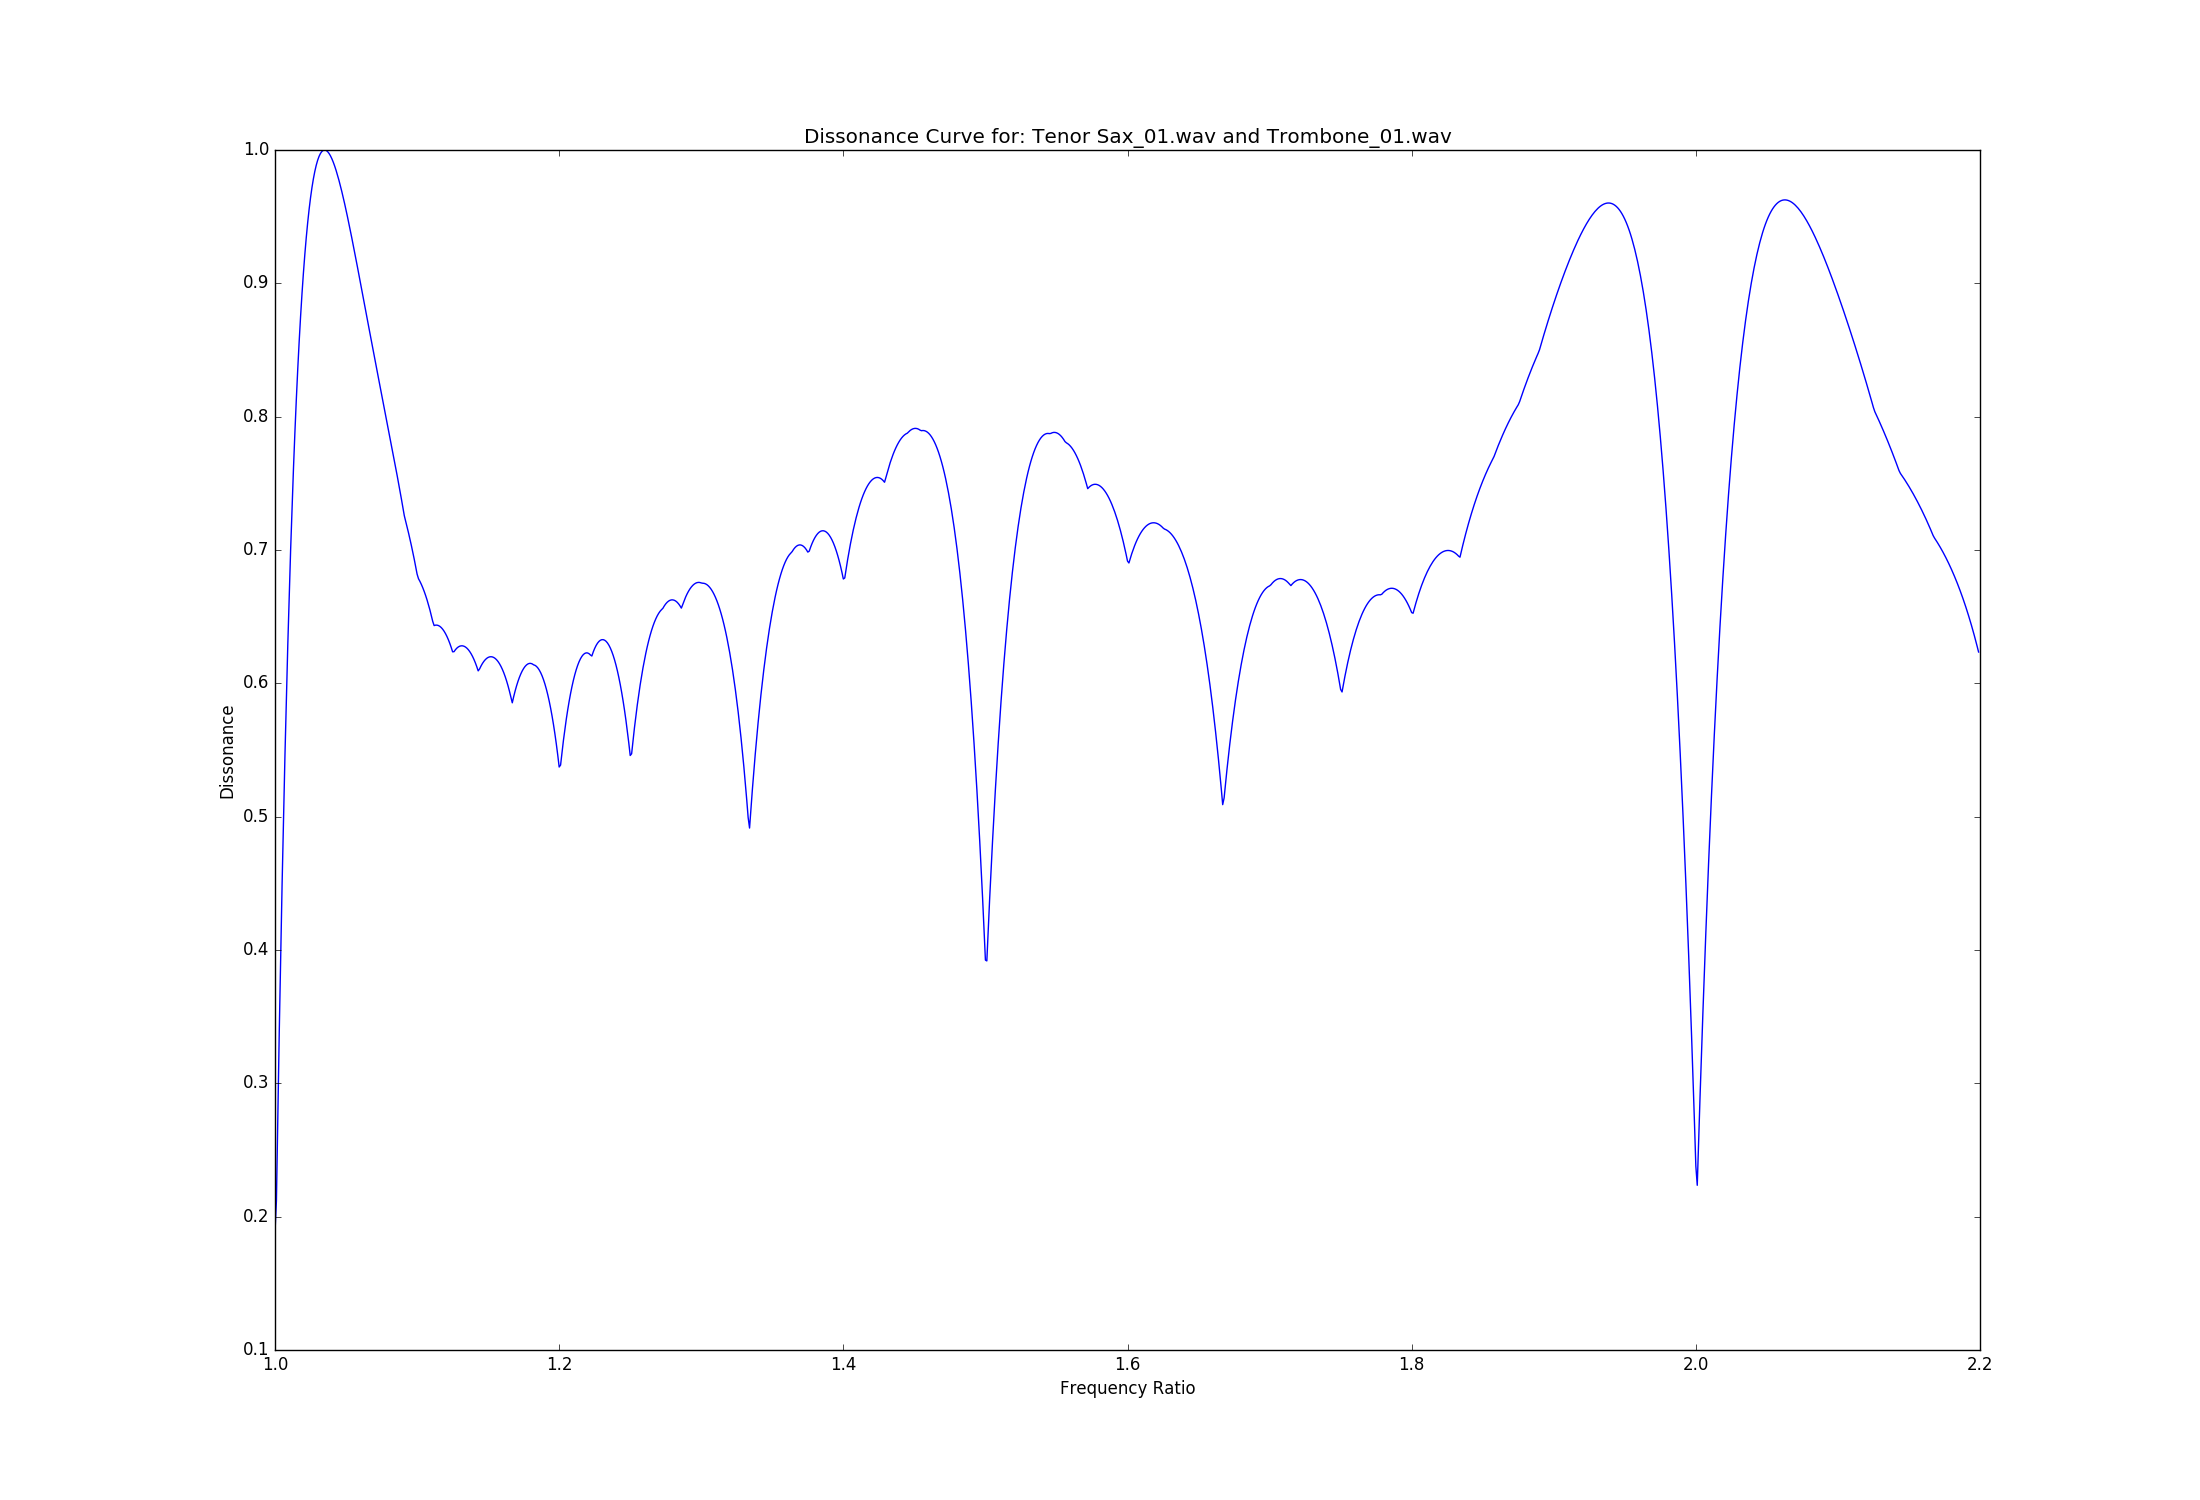 Dissonance Curve for: Tenor Sax_01.wav and Trombone_01.wav
1.0
0.9
0.8
0.7
0.6
0.5
0.4
0.3
0.2
0.1
Dissonance
1.0 1.2 1.4 1.6 1.8 2.0 2.2
Frequency Ratio